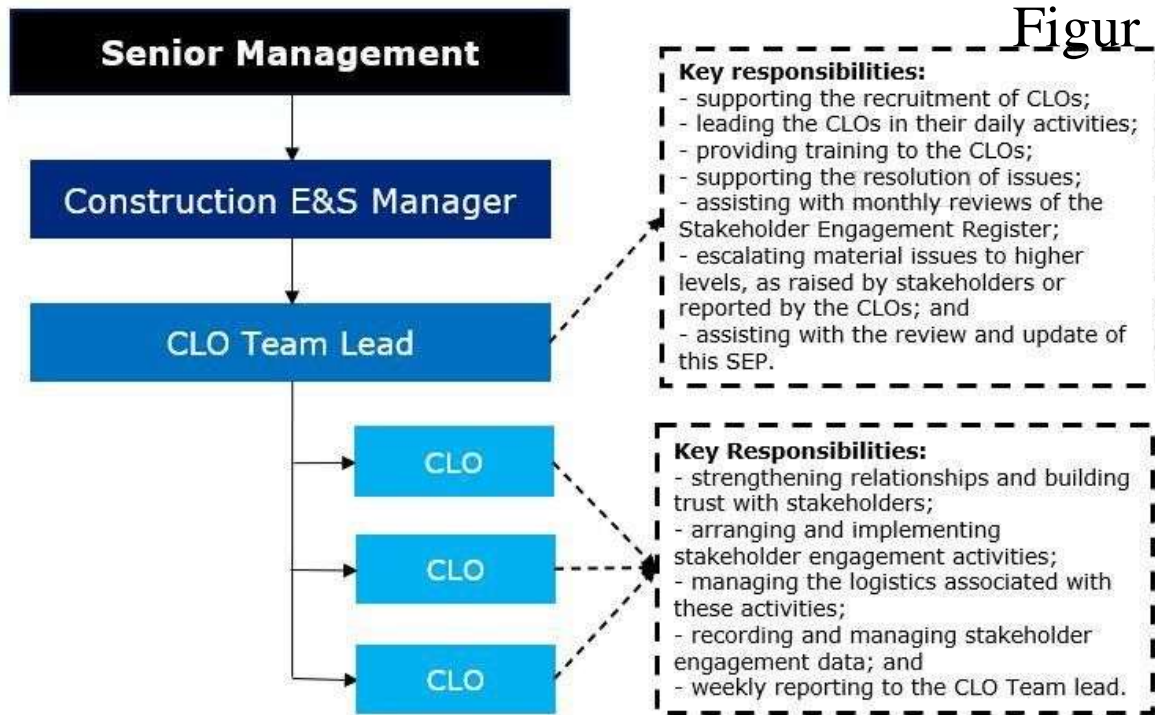 Figur
Senior Management
Construction E&S Manager
CLO Team Lead
Key responsibilities:
- supporting the recruitment of CLOs;
- leading the CLOs in their daily activities;
- providing training to the CLOs;
- supporting the resolution of issues;
- assisting with monthly reviews of the
Stakeholder Engagement Register;
- escalating material issues to higher
levels, as raised by stakeholders or
reported by the CLOs; and
- assisting with the review and update of
this SEP.
CLO
CLO
CLO
Key Responsibilities:
- strengthening relationships and building
trust with stakeholders;
- arranging and implementing
stakeholder engagement activities;
- managing the logistics associated with
these activities;
- recording and managing stakeholder
engagement data; and
- weekly reporting to the CLO Team lead.